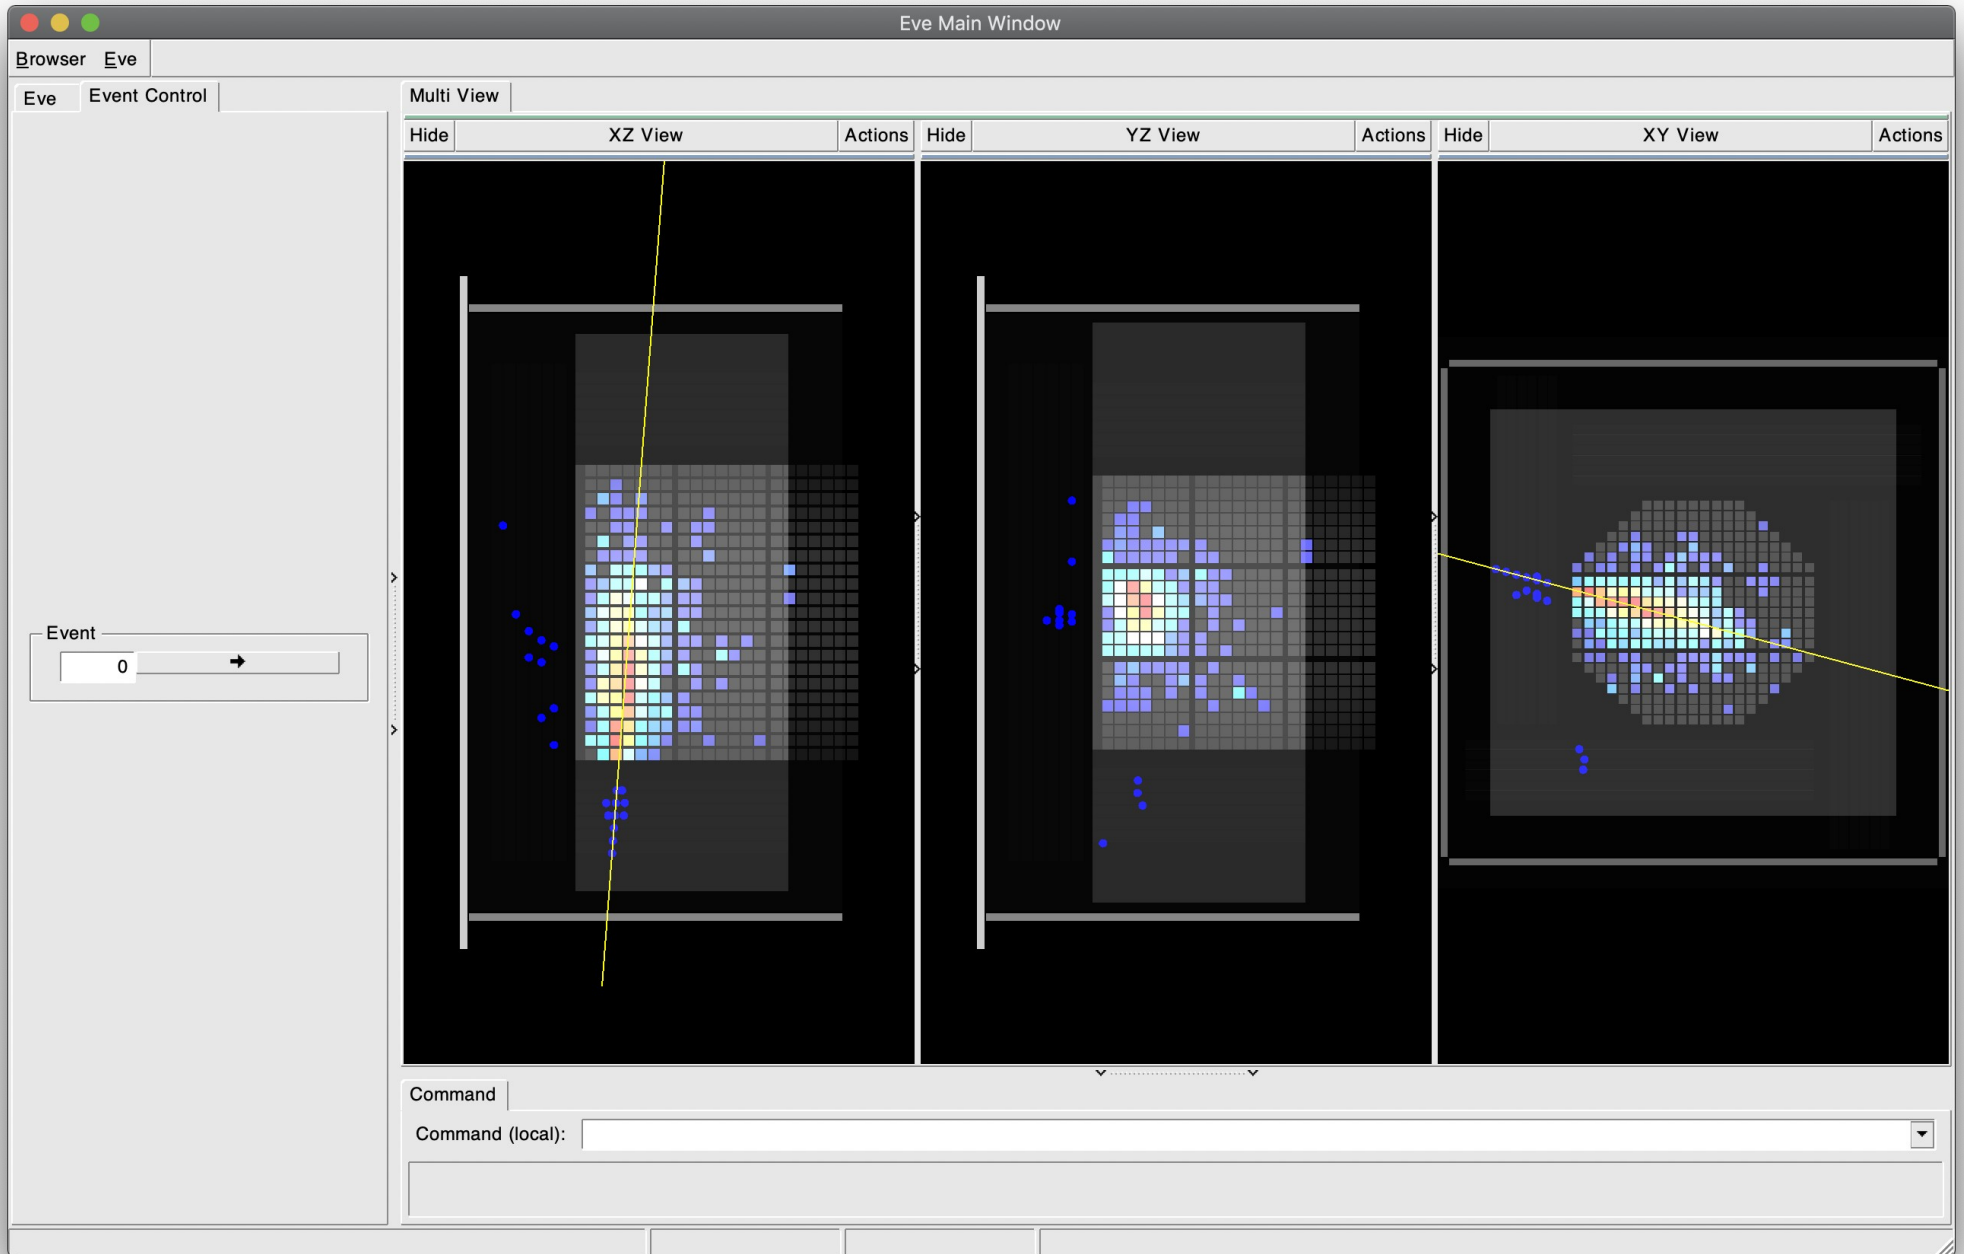 Eve Main Window
Browser Eve
Eve Event Control
Multi View
Hide XZ View Actions Hide YZ View Actions Hide XY View Actions
Event
0
Command
Command (local):